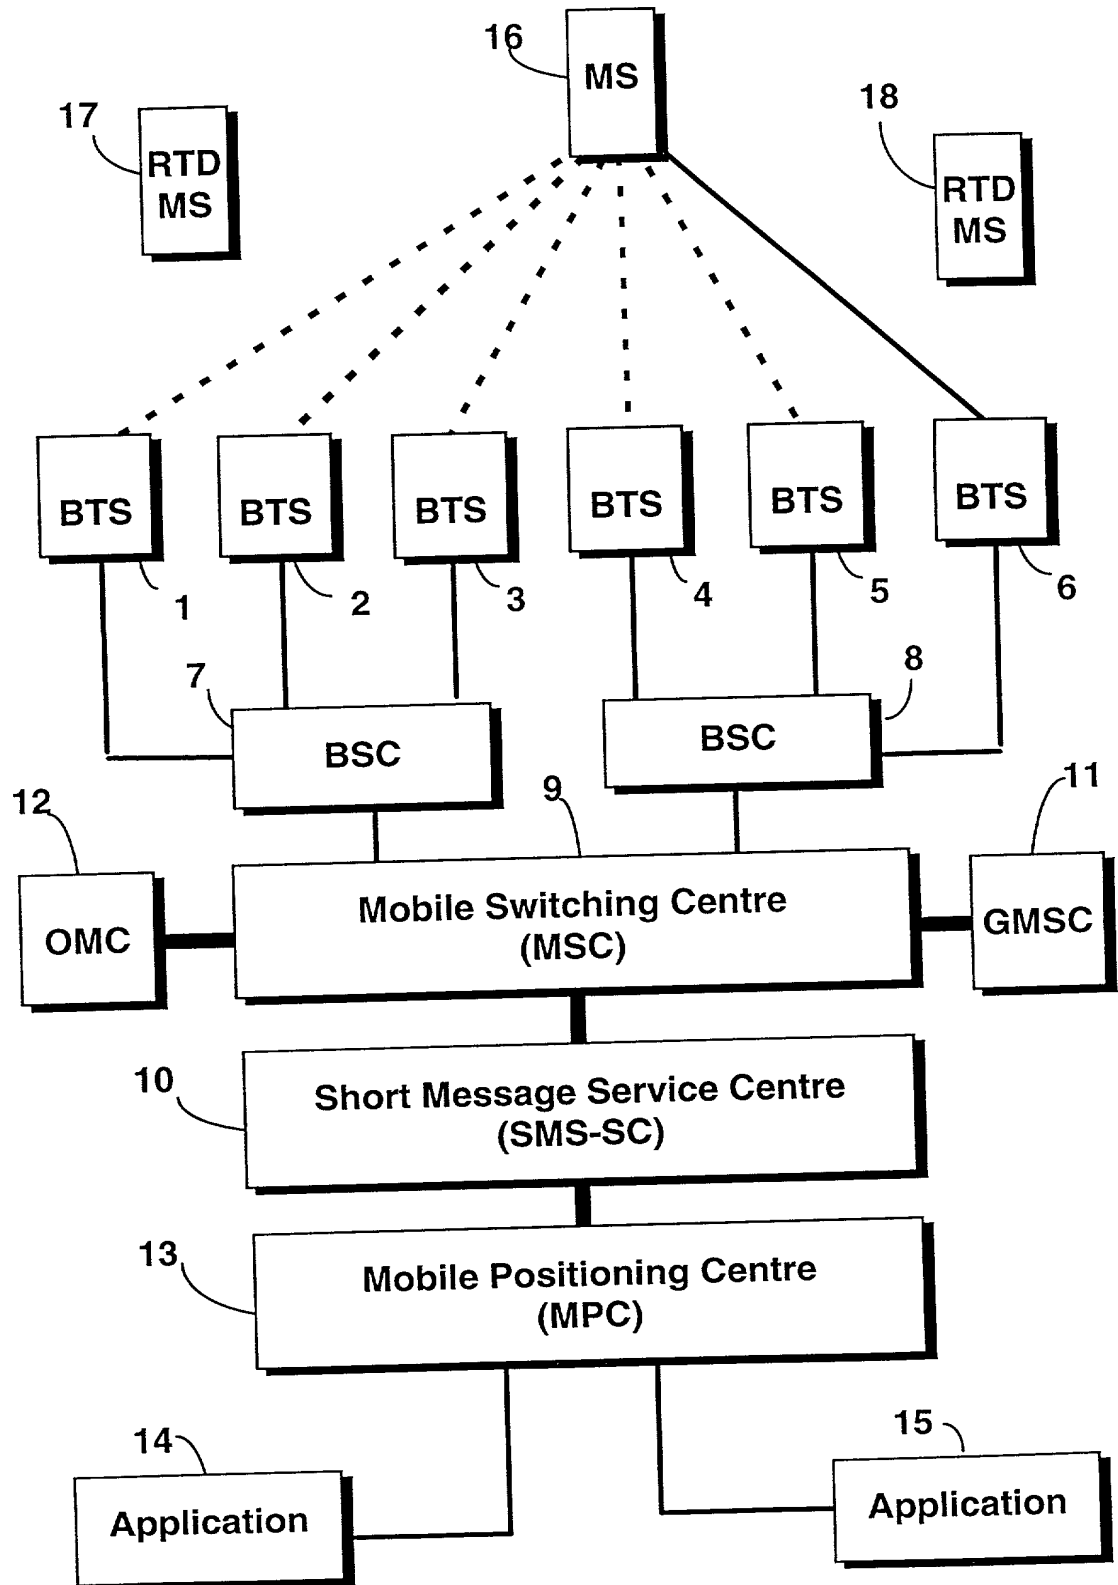 16
MS
17
RTD
MS
18
RTD
MS
BTS
BTS
BTS
BTS
BTS
BTS
1
2
3
4
5
6
7
BSC
8
BSC
12
9
11
OMC
Mobile Switching Centre
(MSC)
GMSC
10
Short Message Service Centre
(SMS-SC)
13
Mobile Positioning Centre
(MPC)
14
15
Application
Application